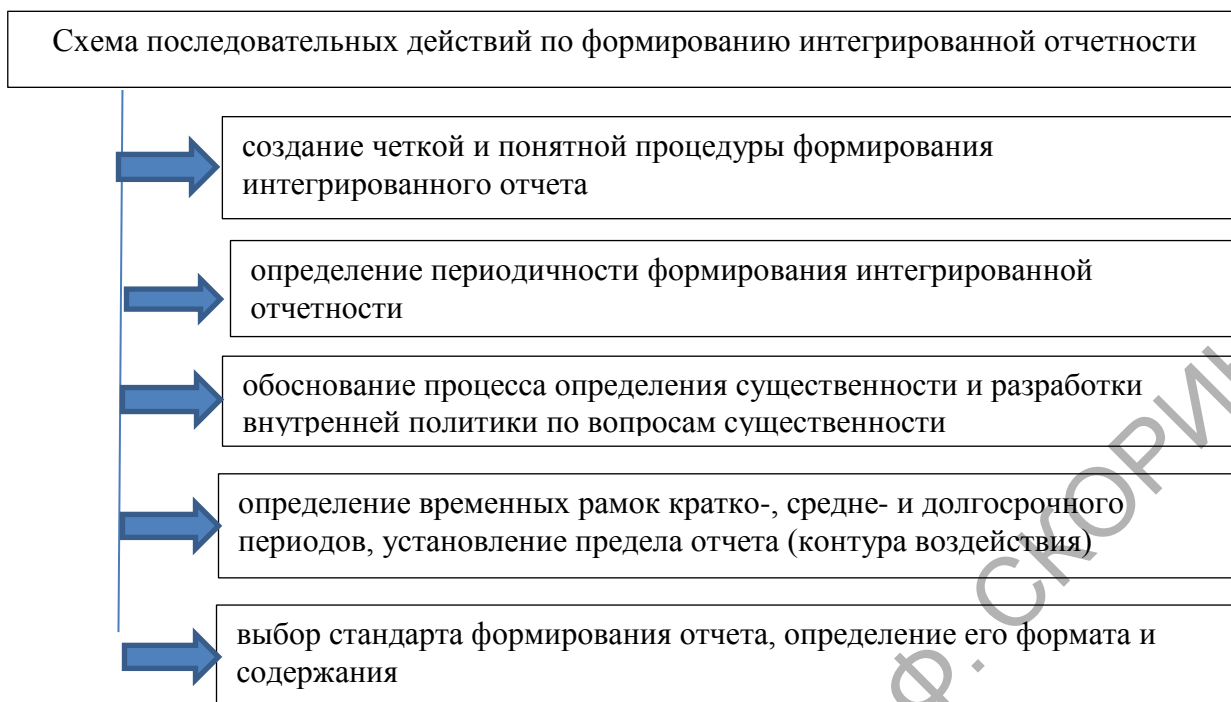 Схема последовательных действий по формированию интегрированной отчетности
создание четкой и понятной процедуры формирования
интегрированного отчета
определение периодичности формирования интегрированной
отчетности
обоснование процесса определения существенности и разработки
внутренней политики по вопросам существенности
определение временных рамок кратко-, средне- и долгосрочного
периодов, установление предела отчета (контура воздействия)
выбор стандарта формирования отчета, определение его формата и
содержания
Ф. СКОРИН